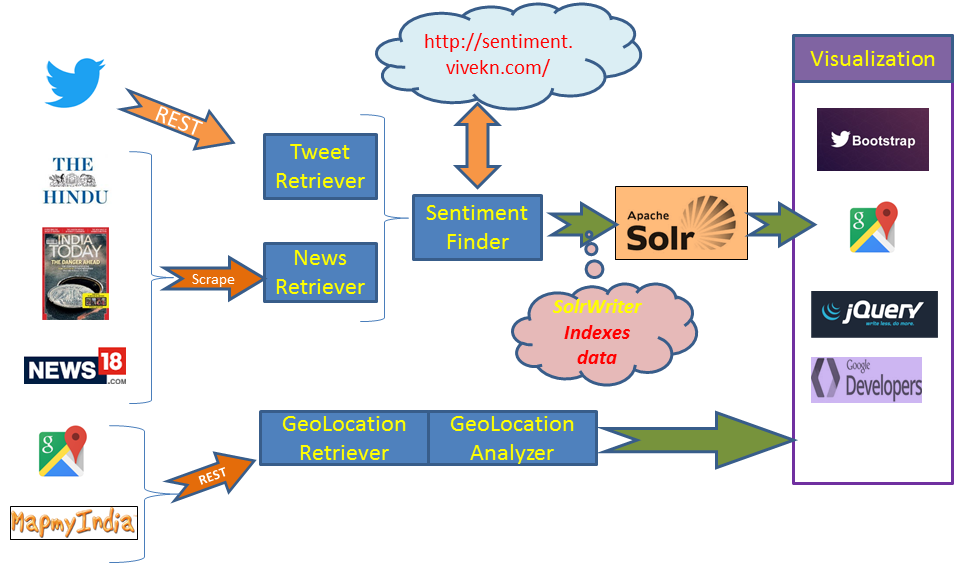 http://sentiment.
vivekn.com/
Visualization
REST
Tweet
Retriever
THE
HINDU
INDIA
TODAY
THE DANGER AHEAD
NEWS 18
.COM
Scrape
News
Retriever
Sentiment
Finder
Apache
Solr
SolrWriter
Indexes
data
Bootstrap
g
jQuery
write less, do more.
Google
Developers
g
MapmyIndia
REST
GeoLocation
Retriever
GeoLocation
Analyzer